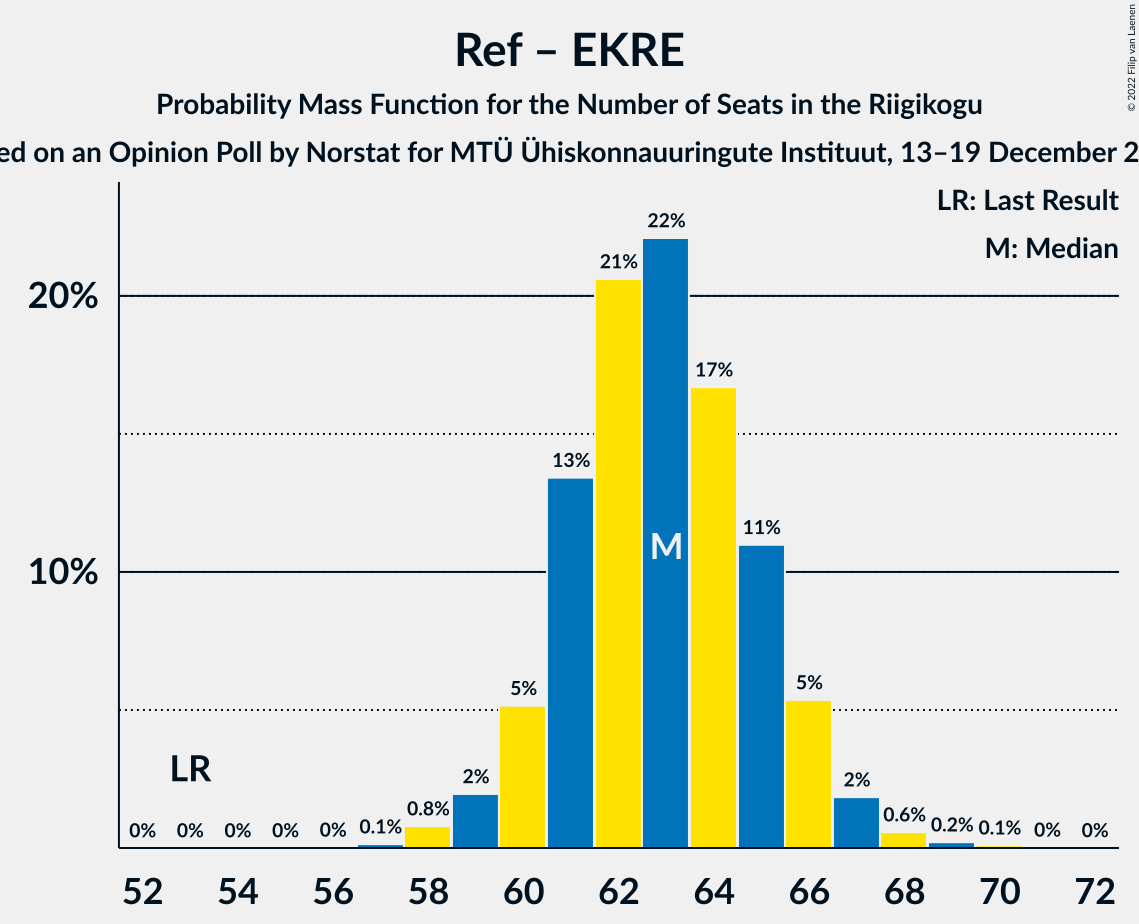 Ref – EKRE
Probability Mass Function for the Number of Seats in the Riigikogu
ed on an Opinion Poll by Norstat for MTÜ Ühiskonnauuringute Instituut, 13–19 December 2
© 2022 Filip van Laenen
LR: Last Result
M: Median
20%
10%
0% 0% 0% 0% 0% 0.1% 0.8% 2% 5% 13% 21% 22% 17% 11% 5% 2% 0.6% 0.2% 0.1% 0% 0%
LR
M
52 54 56 58 60 62 64 66 68 70 72